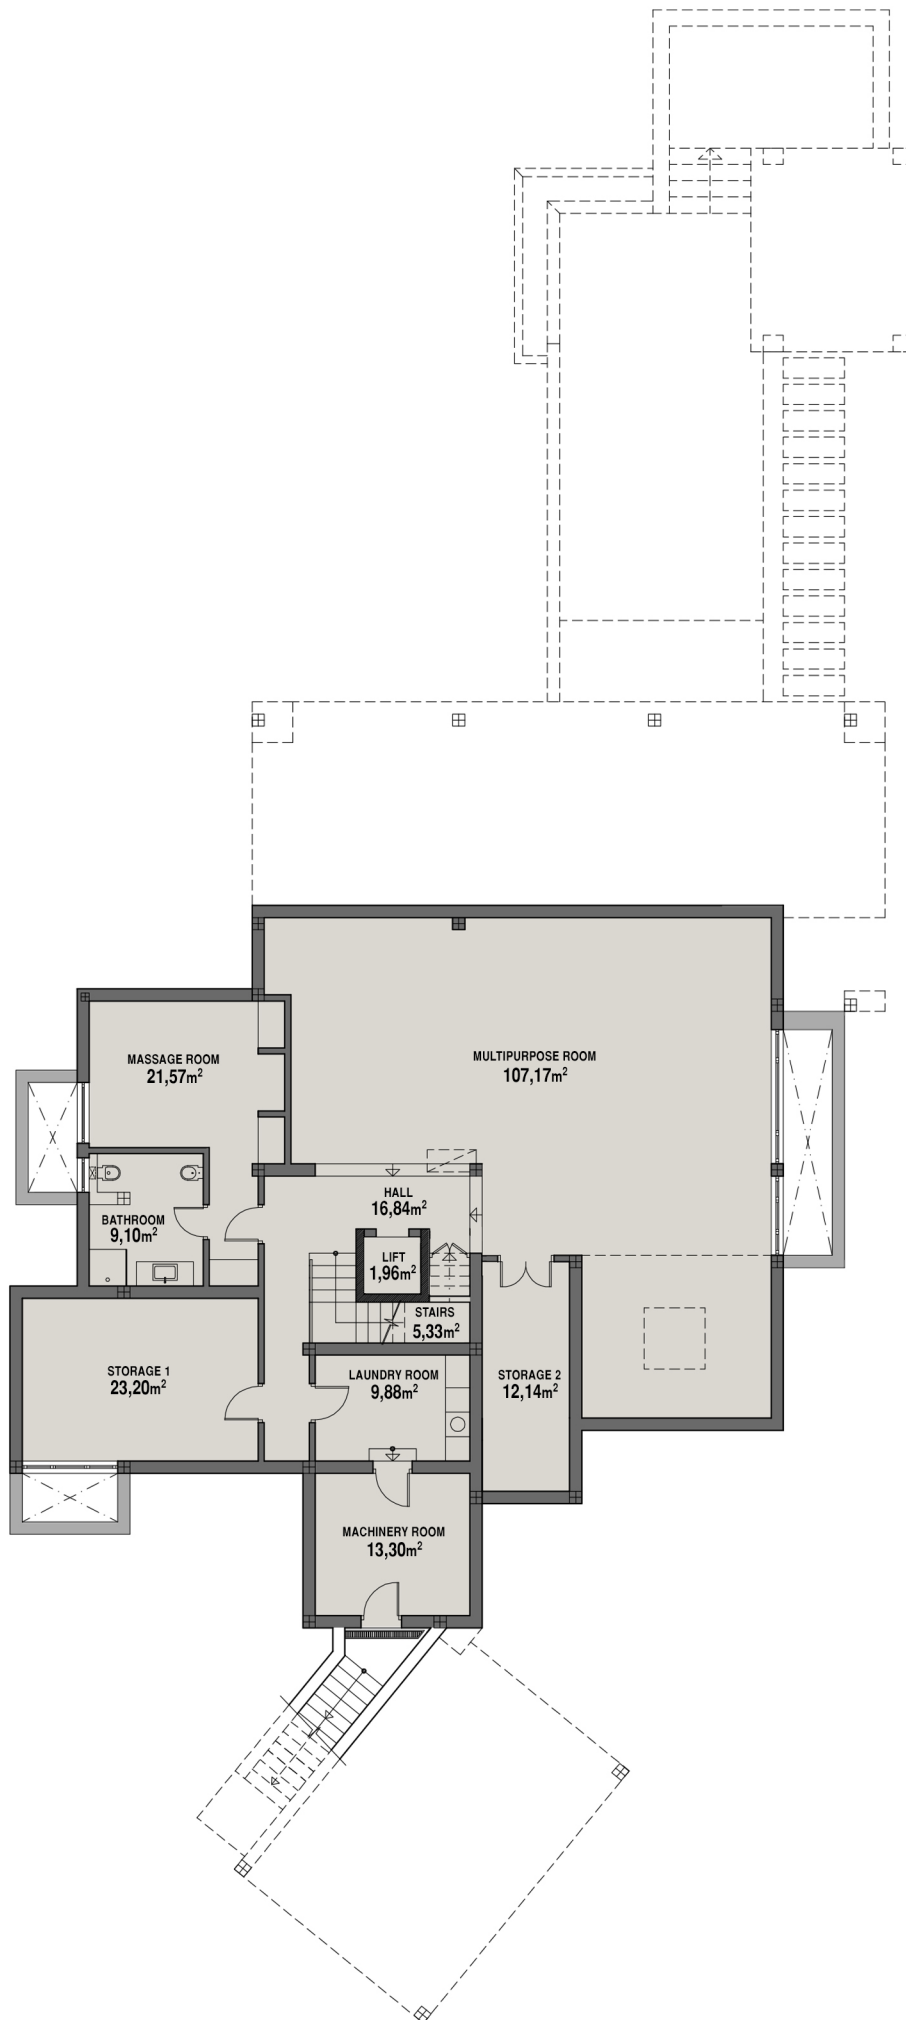 MASSAGE ROOM
21,57m²
MULTIPURPOSE ROOM
107,17m²
HALL
16,84m²
BATHROOM
9,10m²
LIFT
1,96m²
STAIRS
5,33m²
STORAGE 1
23,20m²
LAUNDRY ROOM
9,88m²
STORAGE 2
12,14m²
MACHINERY ROOM
13,30m²